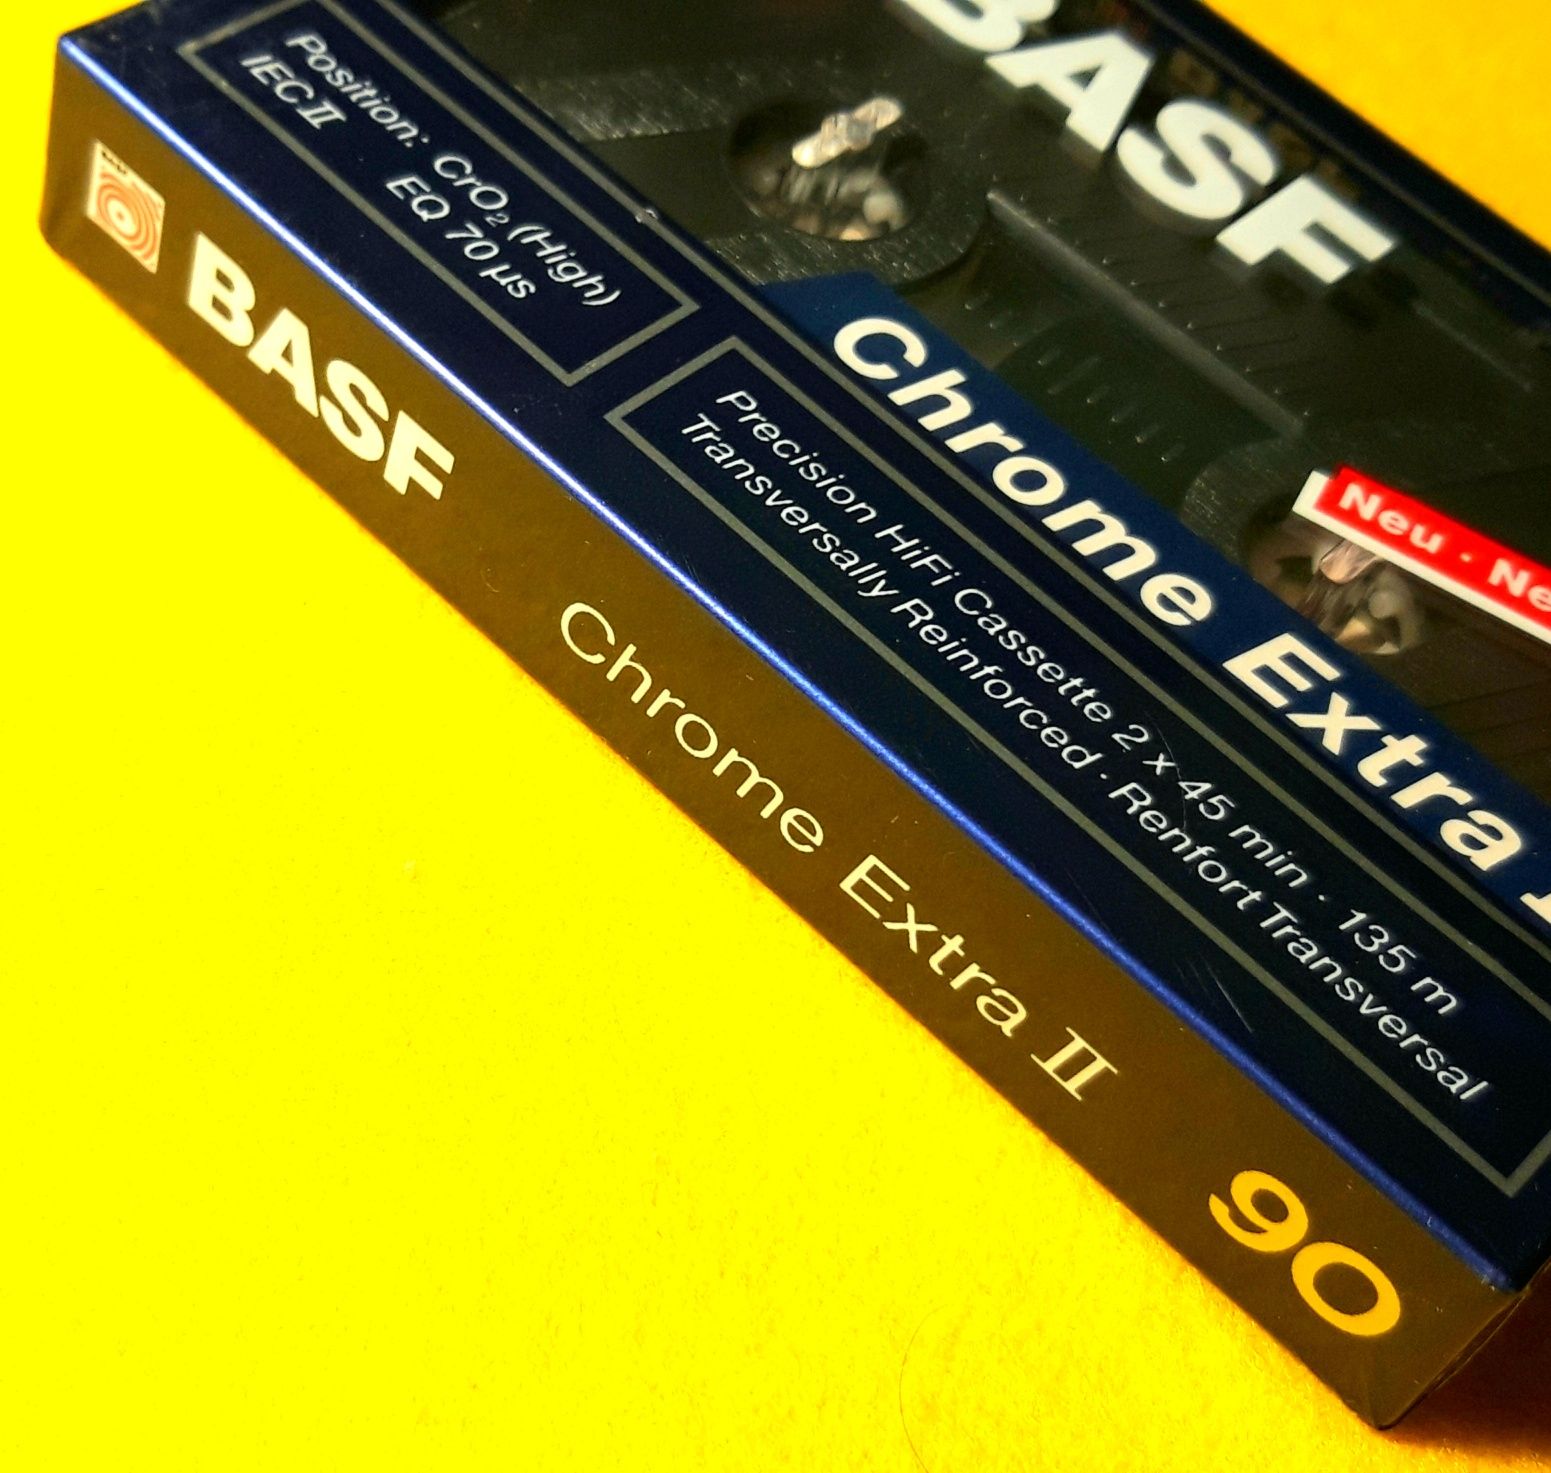 BASF
Chrome Extra
Neu · Ne
Position: CrO₂ (High)
IEC II EQ 70 µs
Precision HiFi Cassette 2 x 45 min · 135 m
Transversally Reinforced · Renfort Transversal
BASF Chrome Extra II 90